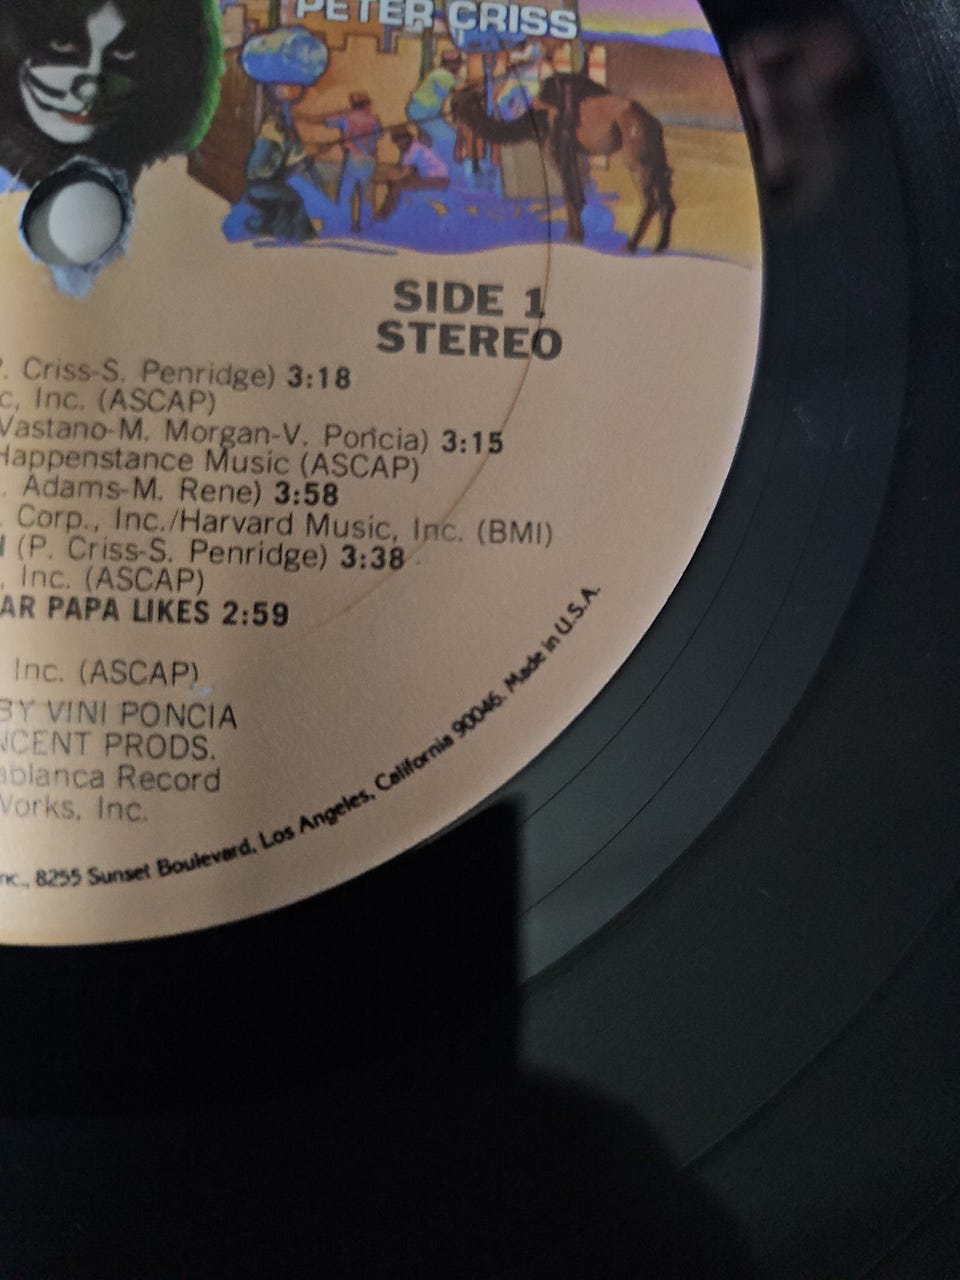 PETER CRISS
SIDE 1
STEREO
. Criss-S. Penridge) 3:18
c, Inc. (ASCAP)
Vastano-M. Morgan-V. Poncia) 3:15
Happenstance Music (ASCAP)
. Adams-M. Rene) 3:58
. Corp., Inc./Harvard Music, Inc. (BMI)
(P. Criss-S. Penridge) 3:38
, Inc. (ASCAP)
AR PAPA LIKES 2:59
Inc. (ASCAP)
BY VINI PONCIA
NCENT PRODS.
ablanca Record
Works, Inc.
nc., 8255 Sunset Boulevard, Los Angeles, California 90046. Made in U.S.A.